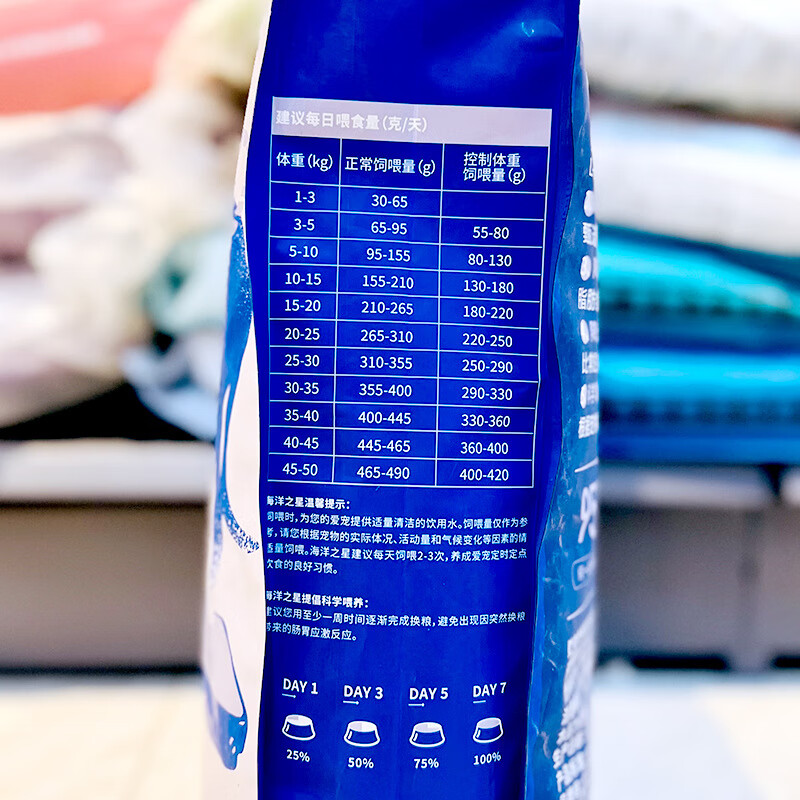 建议每日喂食量(克/天)
体重(kg) 正常饲喂量(g) 控制体重饲喂量(g)
1-3 30-65
3-5 65-95 55-80
5-10 95-155 80-130
10-15 155-210 130-180
15-20 210-265 180-220
20-25 265-310 220-250
25-30 310-355 250-290
30-35 355-400 290-330
35-40 400-445 330-360
40-45 445-465 360-400
45-50 465-490 400-420
海洋之星温馨提示:
饲喂时,为您的爱宠提供适量清洁的饮用水。饲喂量仅作为参
考,请您根据宠物的实际体况、活动量和气候变化等因素酌情
适量饲喂。海洋之星建议每天饲喂2-3次,养成爱宠定时定点
饮食的良好习惯。
海洋之星提倡科学喂养:
建议您用至少一周时间逐渐完成换粮,避免出现因突然换粮
带来的肠胃应激反应。
DAY 1 DAY 3 DAY 5 DAY 7
25% 50% 75% 100%